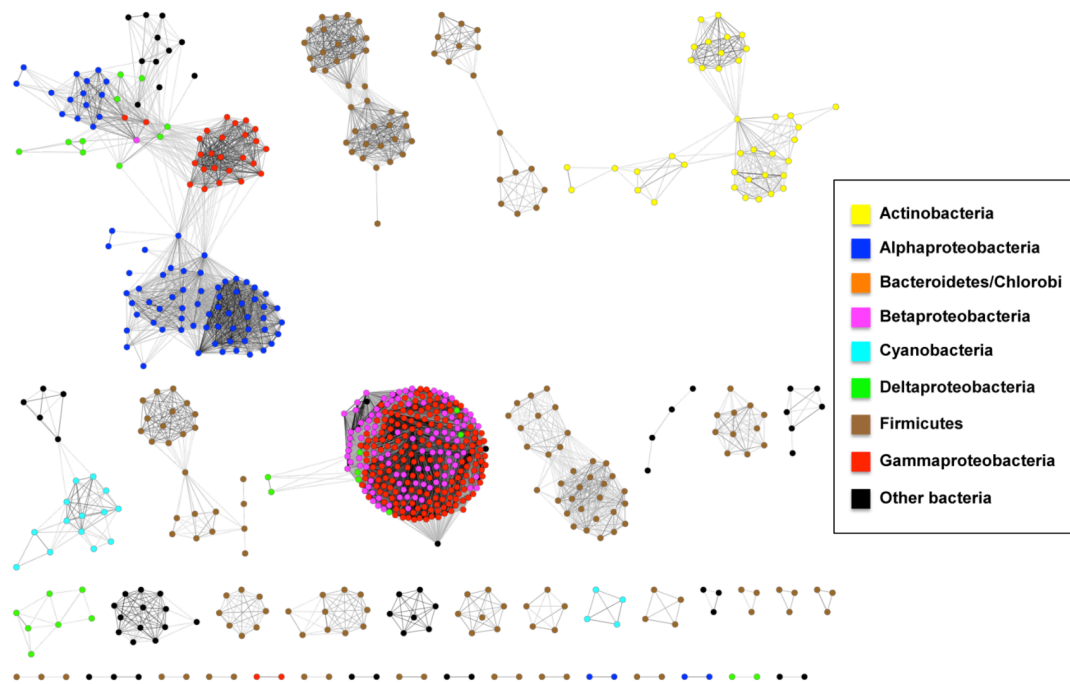 Actinobacteria
Alphaproteobacteria
Bacteroidetes/Chlorobi
Betaproteobacteria
Cyanobacteria
Deltaproteobacteria
Firmicutes
Gammaproteobacteria
Other bacteria